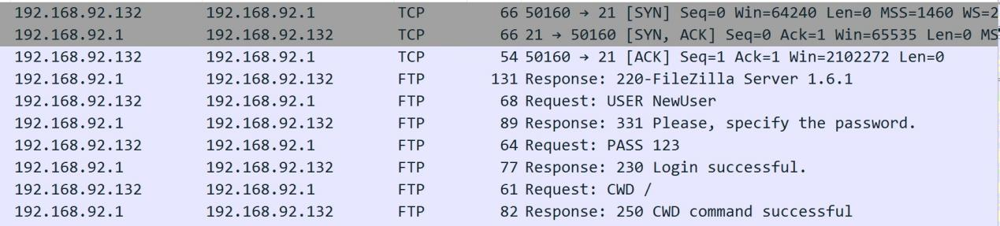 192.168.92.132 192.168.92.1 TCP 66 50160 → 21 [SYN] Seq=0 Win=64240 Len=0 MSS=1460 WS=2
192.168.92.1 192.168.92.132 TCP 66 21 → 50160 [SYN, ACK] Seq=0 Ack=1 Win=65535 Len=0 MS
192.168.92.132 192.168.92.1 TCP 54 50160 → 21 [ACK] Seq=1 Ack=1 Win=2102272 Len=0
192.168.92.1 192.168.92.132 FTP 131 Response: 220-FileZilla Server 1.6.1
192.168.92.132 192.168.92.1 FTP 68 Request: USER NewUser
192.168.92.1 192.168.92.132 FTP 89 Response: 331 Please, specify the password.
192.168.92.132 192.168.92.1 FTP 64 Request: PASS 123
192.168.92.1 192.168.92.132 FTP 77 Response: 230 Login successful.
192.168.92.132 192.168.92.1 FTP 61 Request: CWD /
192.168.92.1 192.168.92.132 FTP 82 Response: 250 CWD command successful